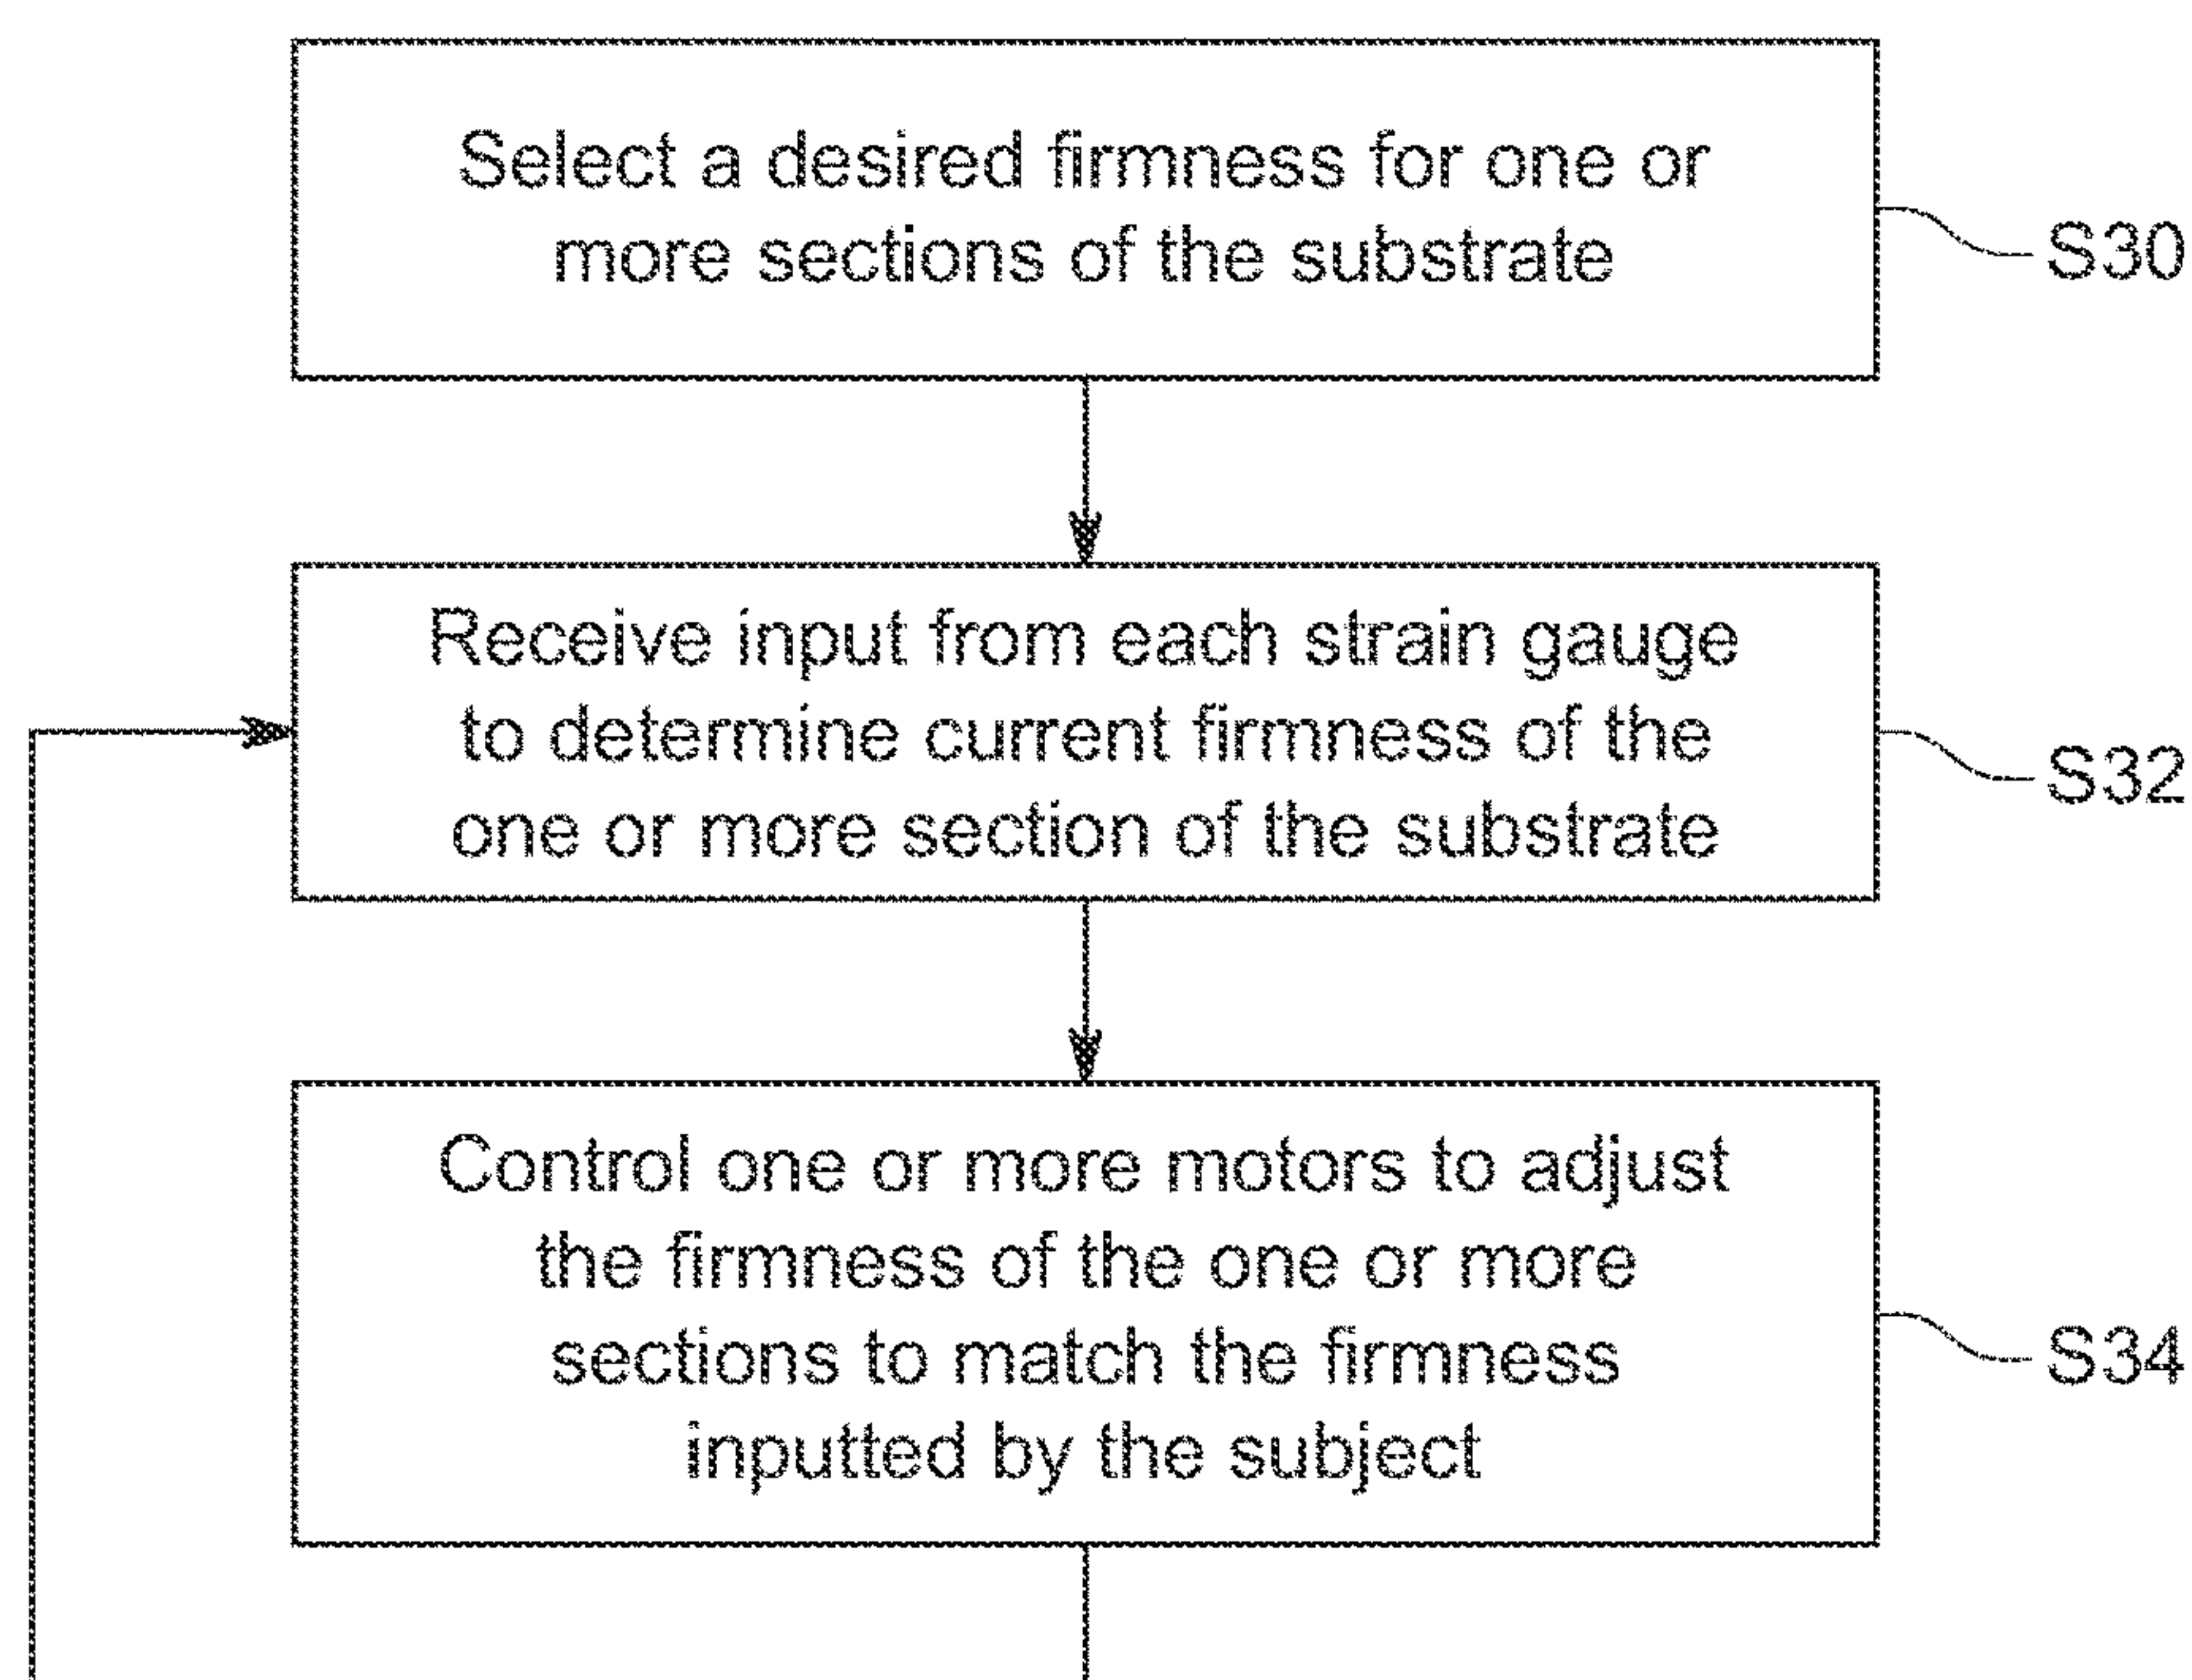 Select a desired firmness for one or
more sections of the substrate
S30
Receive input from each strain gauge
to determine current firmness of the
one or more section of the substrate
S32
Control one or more motors to adjust
the firmness of the one or more
sections to match the firmness
inputted by the subject
S34